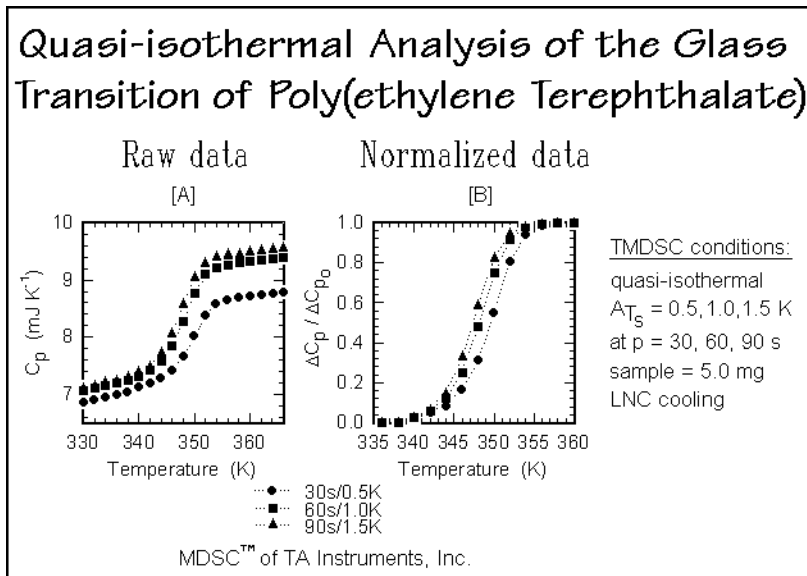 Quasi-isothermal Analysis of the Glass
Transition of Poly(ethylene Terephthalate)
Raw data
[A]
10
9
8
7
Cp (mJ K⁻¹)
330 340 350 360
Temperature (K)
Normalized data
[B]
1.0
0.8
0.6
0.4
0.2
0.0
ΔCp / ΔCpo
335 340 345 350 355 360
Temperature (K)
TMDSC conditions:
quasi-isothermal
ATS = 0.5, 1.0, 1.5 K
at p = 30, 60, 90 s
sample = 5.0 mg
LNC cooling
30s/0.5K
60s/1.0K
90s/1.5K
MDSC™ of TA Instruments, Inc.